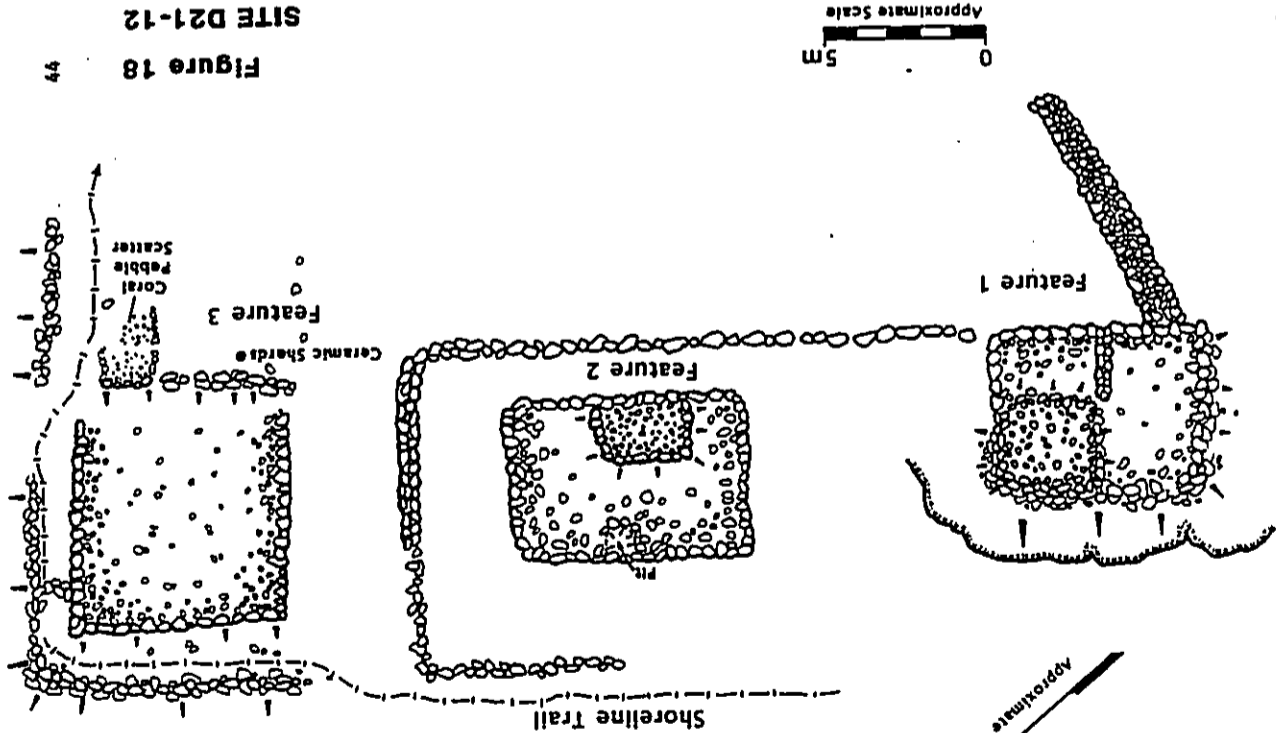 Approximate
Shoreline Trail
Pit
Feature 2
Feature 1
Ceramic Shards
Feature 3
Coral
Pebble
Scatter
0 5m
Approximate Scale
Figure 18
SITE D21-12
44